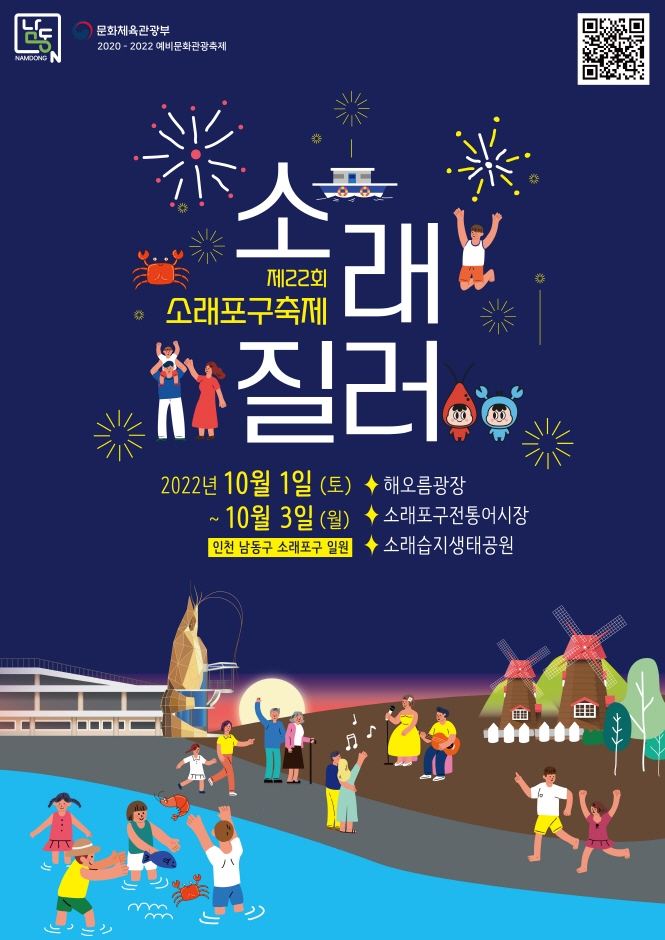 남동
NAMDONG
문화체육관광부
2020 - 2022 예비문화관광축제
소래
제22회
소래포구축제
질러
2022년 10월 1일 (토)
~ 10월 3일 (월)
인천 남동구 소래포구 일원
해오름광장
소래포구전통어시장
소래습지생태공원